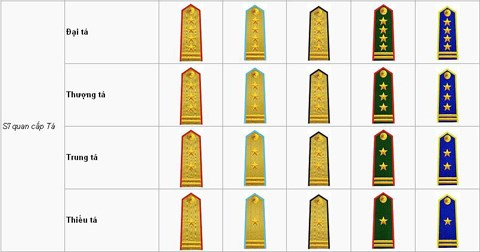 Đại tá
Thượng tá
Sĩ quan cấp Tá
Trung tá
Thiếu tá